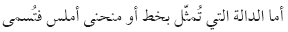 أما الدالة التي تُمثّل بخط أو منحنى أملس فتُسمى